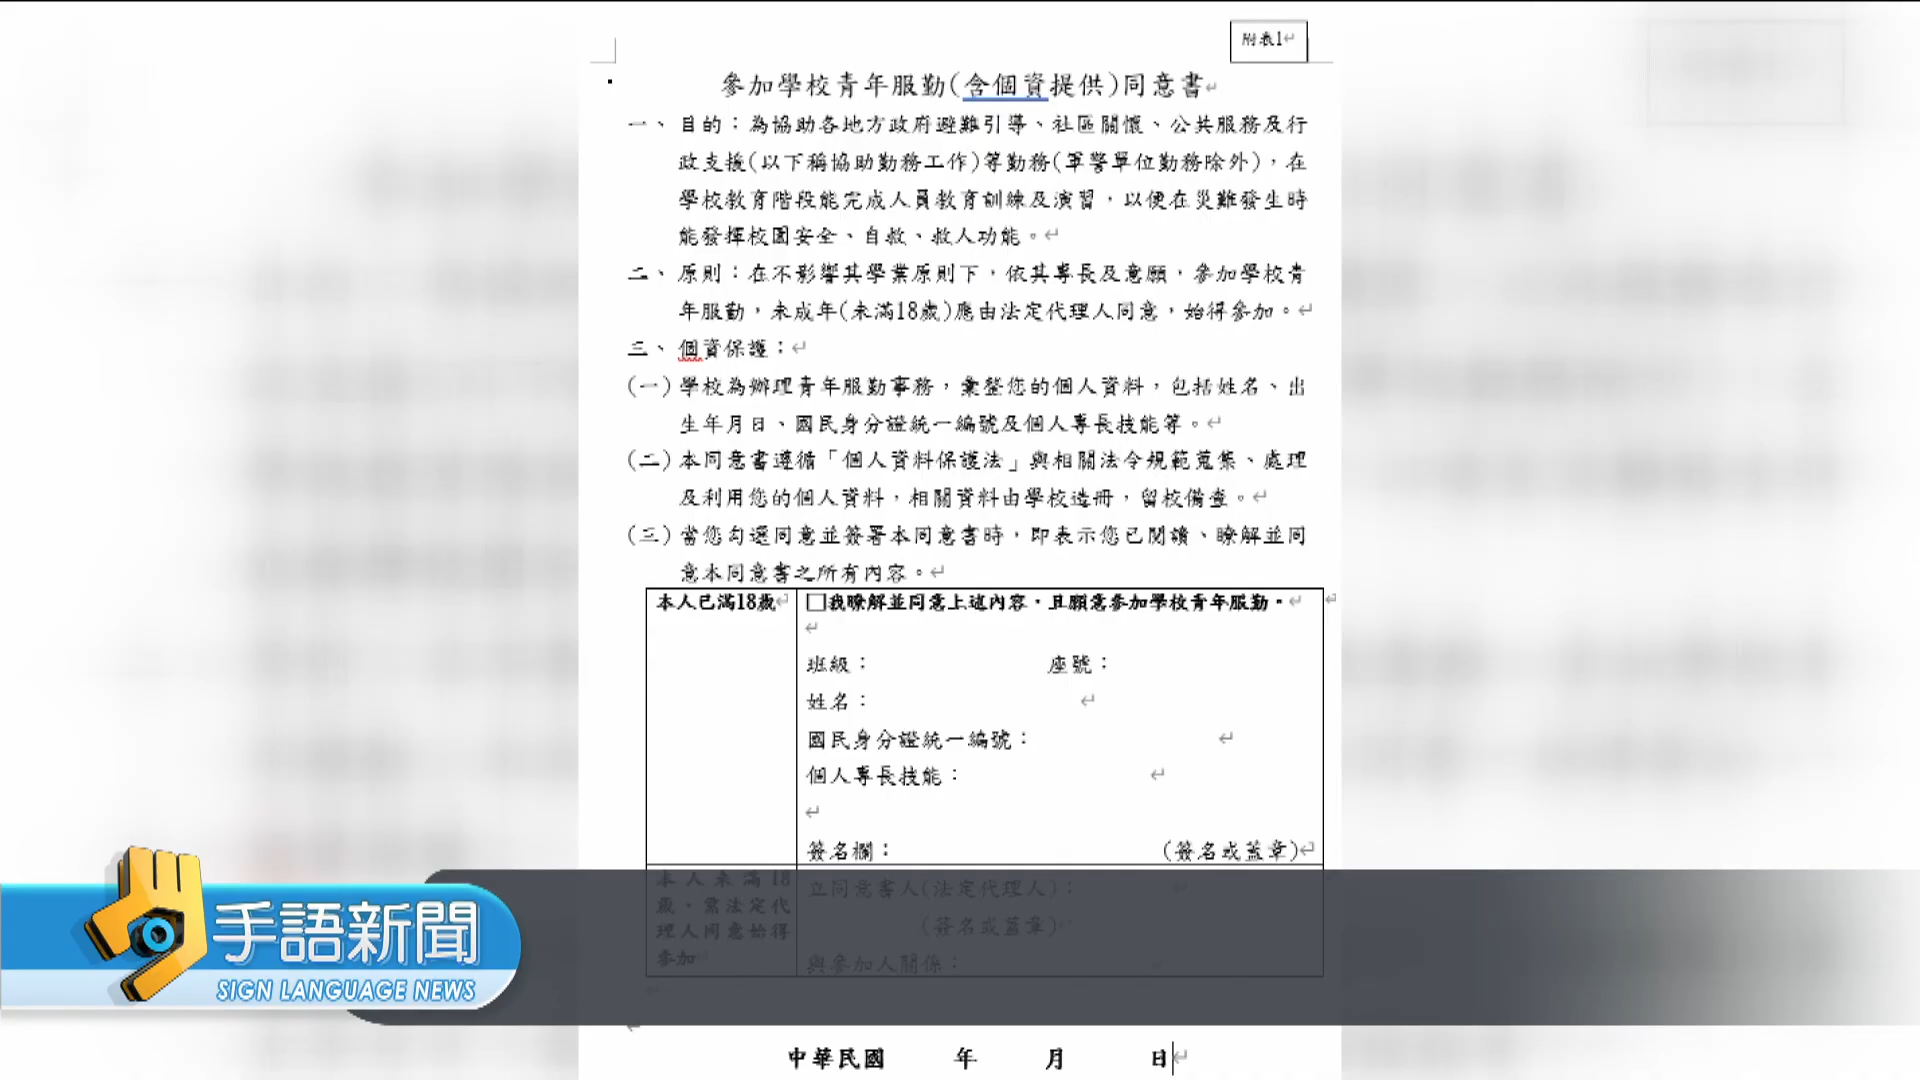 附表1
參加學校青年服勤(含個資提供)同意書
一、目的：為協助各地方政府避難引導、社區關懷、公共服務及行
政支援(以下稱協助勤務工作)等勤務(軍警單位勤務除外)，在
學校教育階段能完成人員教育訓練及演習，以便在災難發生時
能發揮校園安全、自救、救人功能。
二、原則：在不影響其學業原則下，依其專長及意願，參加學校青
年服勤，未成年(未滿18歲)應由法定代理人同意，始得參加。
三、個資保護：
(一)學校為辦理青年服勤事務，彙整您的個人資料，包括姓名、出
生年月日、國民身分證統一編號及個人專長技能等。
(二)本同意書遵循「個人資料保護法」與相關法令規範蒐集、處理
及利用您的個人資料，相關資料由學校造冊，留校備查。
(三)當您勾選同意並簽署本同意書時，即表示您已閱讀、瞭解並同
意本同意書之所有內容。
本人已滿18歲
□我瞭解並同意上述內容，且願意參加學校青年服勤。
班級： 座號：
姓名：
國民身分證統一編號：
個人專長技能：
簽名欄： (簽名或蓋章)
本人未滿18
歲，需法定代
理人同意始得
參加
立同意書人(法定代理人)：
(簽名或蓋章)
與參加人關係：
手語新聞
SIGN LANGUAGE NEWS
中華民國 年 月 日